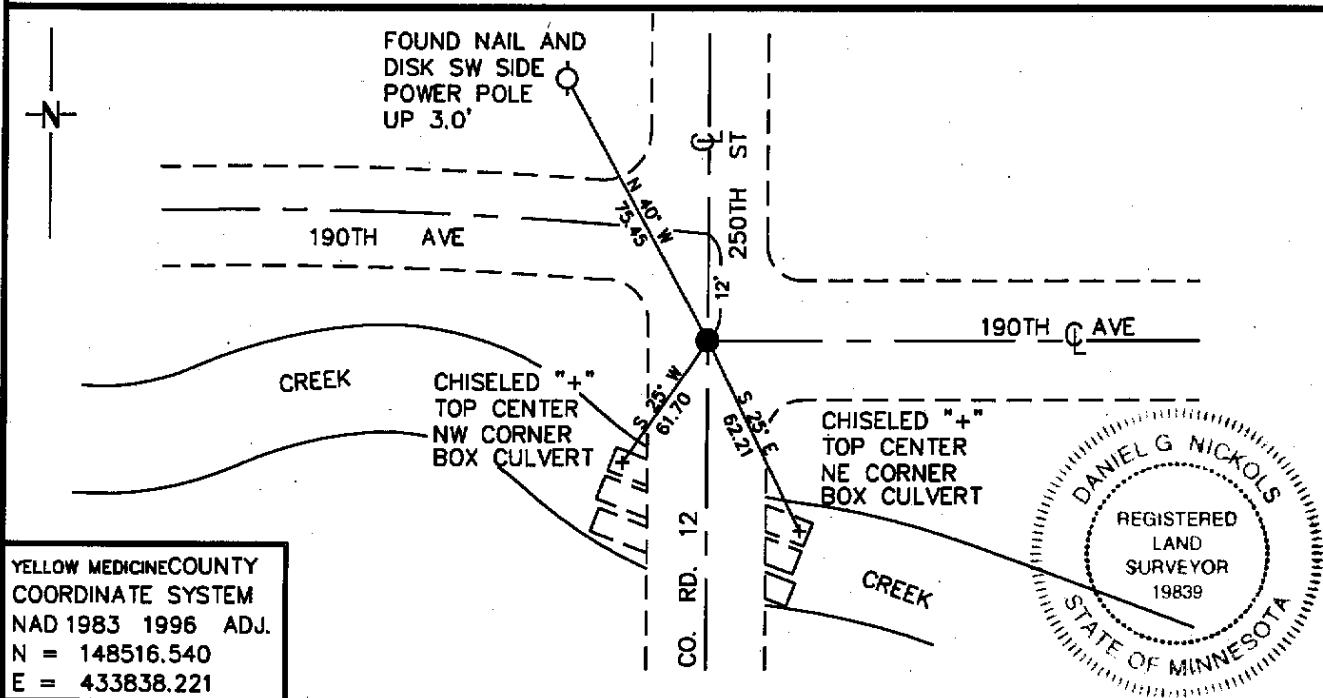 FOUND NAIL AND
DISK SW SIDE
POWER POLE
UP 3.0'
N
CL
250TH ST
N 40° W
75.45
190TH AVE
12'
190TH CL AVE
CREEK
CHISELED "+"
TOP CENTER
NW CORNER
BOX CULVERT
S 25° W
61.70
S 25° E
62.21
CHISELED "+"
TOP CENTER
NE CORNER
BOX CULVERT
CO. RD. 12
CREEK
DANIEL G NICKOLS
REGISTERED
LAND
SURVEYOR
19839
STATE OF MINNESOTA
YELLOW MEDICINE COUNTY
COORDINATE SYSTEM
NAD 1983 1996 ADJ.
N = 148516.540
E = 433838.221